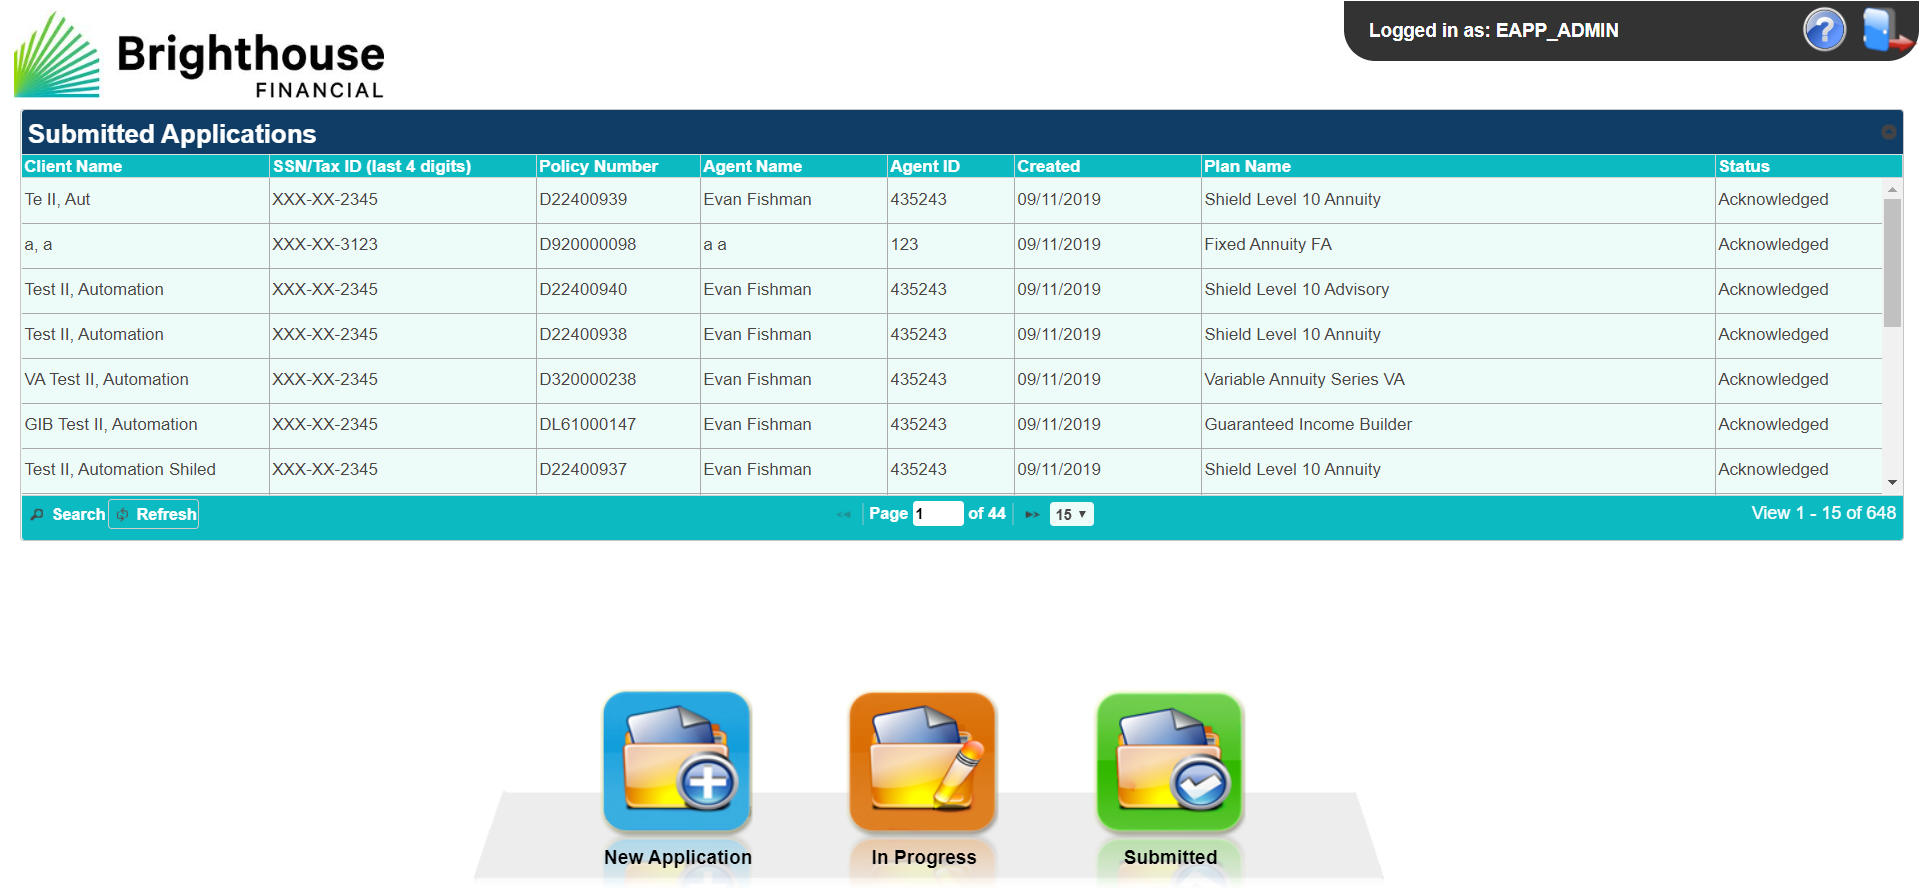 Brighthouse
FINANCIAL
Logged in as: EAPP_ADMIN
?
Submitted Applications
Client Name SSN/Tax ID (last 4 digits) Policy Number Agent Name Agent ID Created Plan Name Status
Te II, Aut XXX-XX-2345 D22400939 Evan Fishman 435243 09/11/2019 Shield Level 10 Annuity Acknowledged
a, a XXX-XX-3123 D920000098 a a 123 09/11/2019 Fixed Annuity FA Acknowledged
Test II, Automation XXX-XX-2345 D22400940 Evan Fishman 435243 09/11/2019 Shield Level 10 Advisory Acknowledged
Test II, Automation XXX-XX-2345 D22400938 Evan Fishman 435243 09/11/2019 Shield Level 10 Annuity Acknowledged
VA Test II, Automation XXX-XX-2345 D320000238 Evan Fishman 435243 09/11/2019 Variable Annuity Series VA Acknowledged
GIB Test II, Automation XXX-XX-2345 DL61000147 Evan Fishman 435243 09/11/2019 Guaranteed Income Builder Acknowledged
Test II, Automation Shiled XXX-XX-2345 D22400937 Evan Fishman 435243 09/11/2019 Shield Level 10 Annuity Acknowledged
Search Refresh Page 1 of 44 15 View 1 - 15 of 648
New Application In Progress Submitted